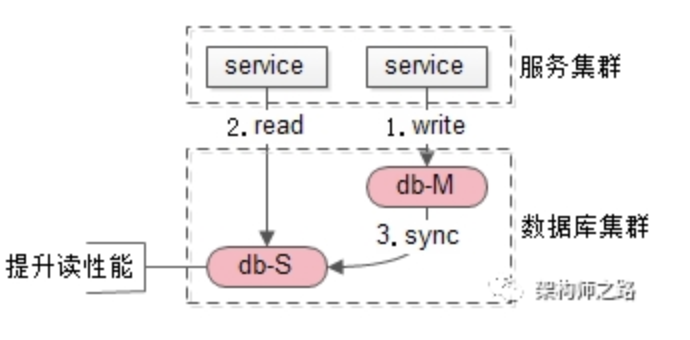 service
service
服务集群
2. read
1. write
db-M
3. sync
数据库集群
提升读性能
db-S
架构师之路